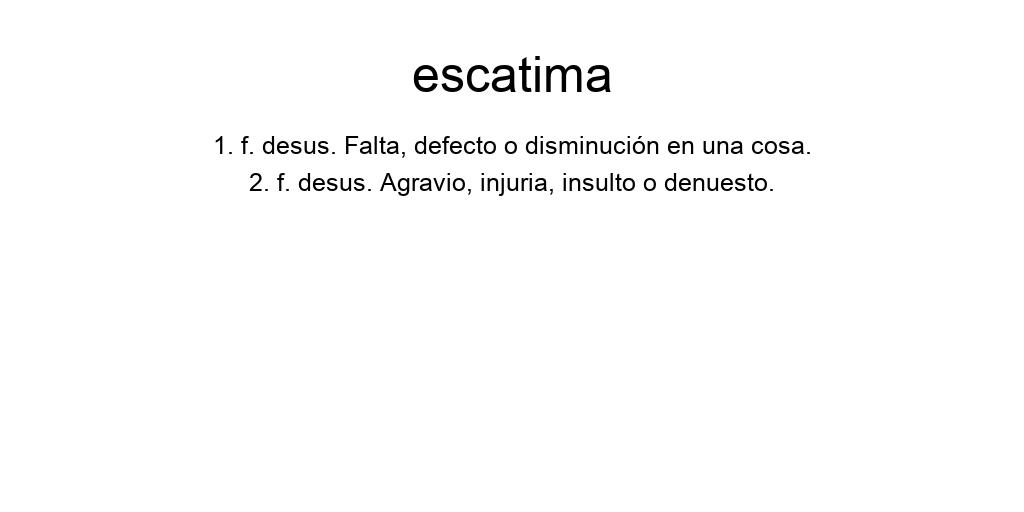 escatima
1. f. desus. Falta, defecto o disminución en una cosa.
2. f. desus. Agravio, injuria, insulto o denuesto.